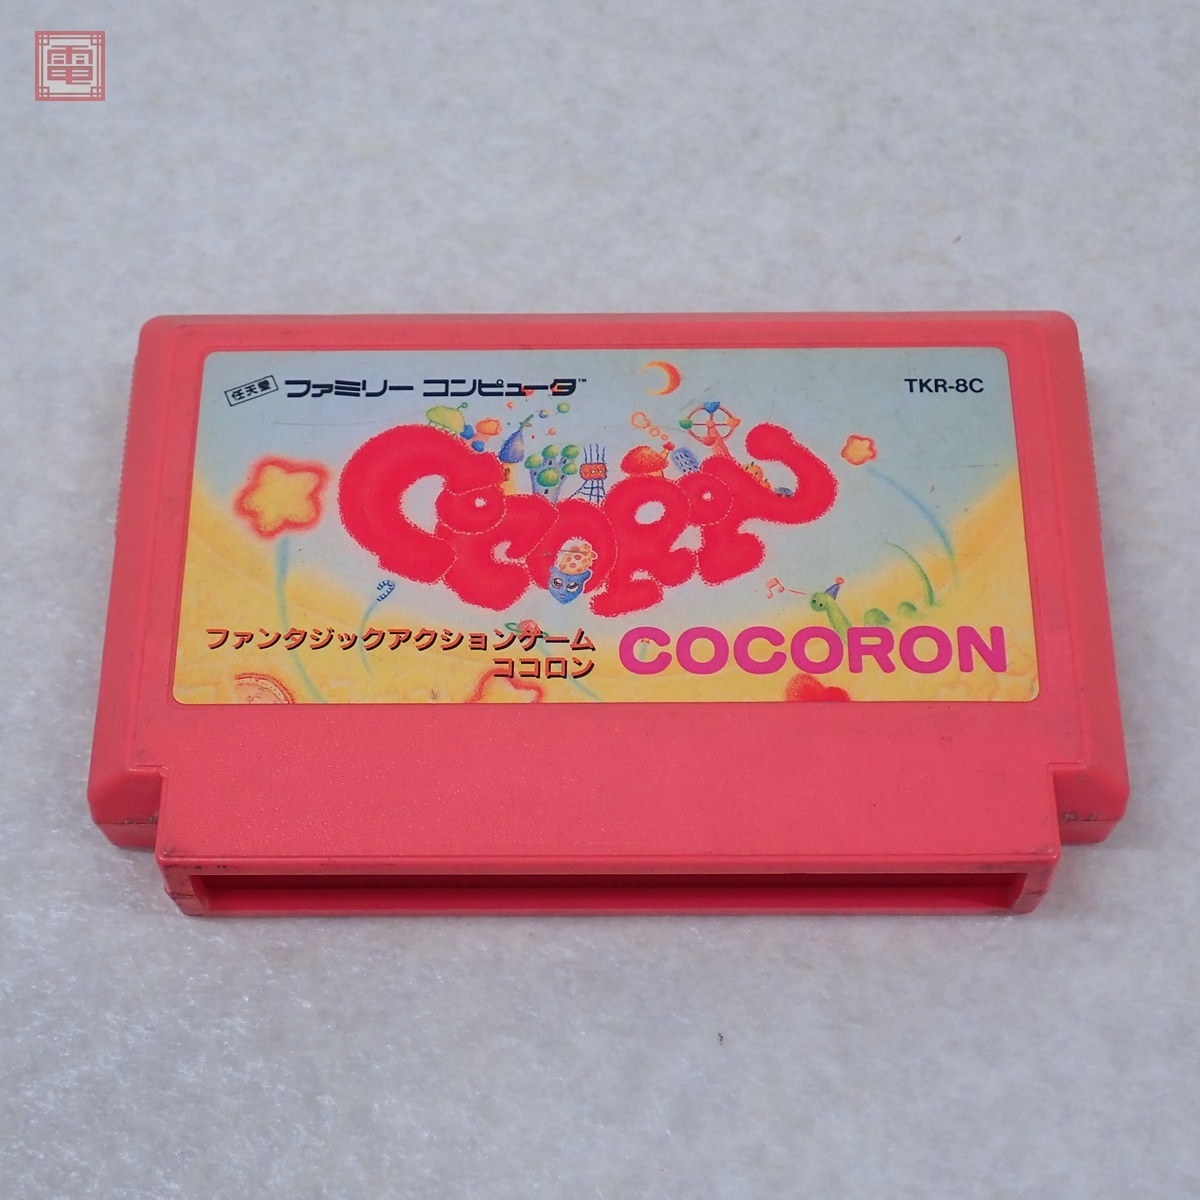 電
任天堂 ファミリー コンピュータ™
TKR-8C
COCORON
ファンタジックアクションゲーム
ココロン
COCORON